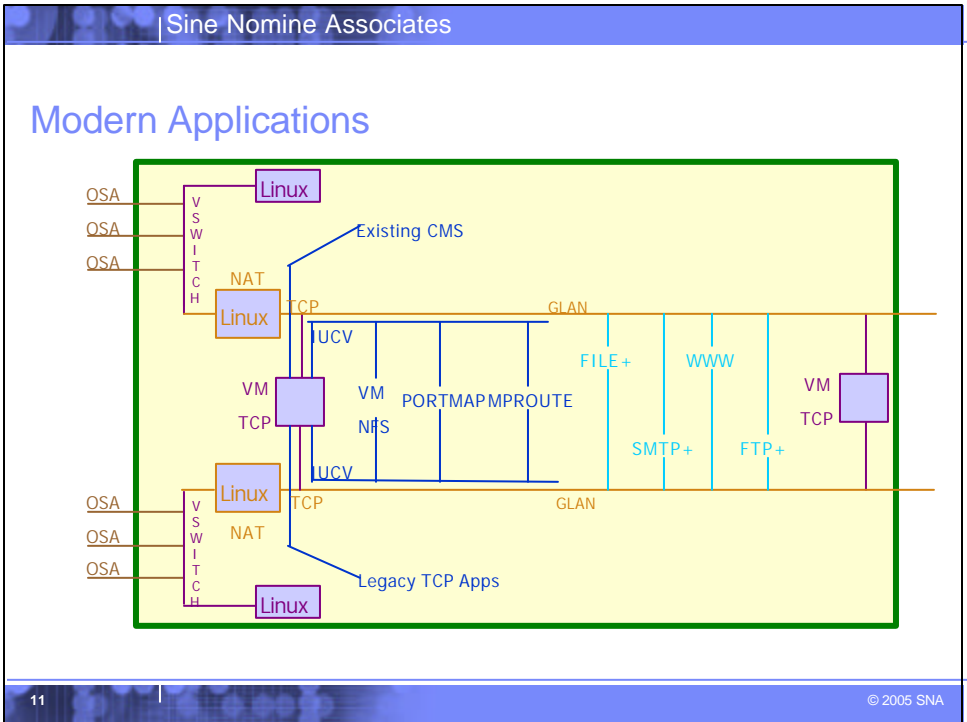 Sine Nomine Associates
Modern Applications
Linux
OSA
OSA
OSA
VSWITCH
Existing CMS
NAT
Linux
TCP
GLAN
IUCV
FILE+
WWW
VM
TCP
VM
NFS
PORTMAP
MPROUTE
VM
TCP
SMTP+
FTP+
IUCV
Linux
TCP
GLAN
NAT
OSA
OSA
OSA
VSWITCH
Legacy TCP Apps
Linux
11
© 2005 SNA